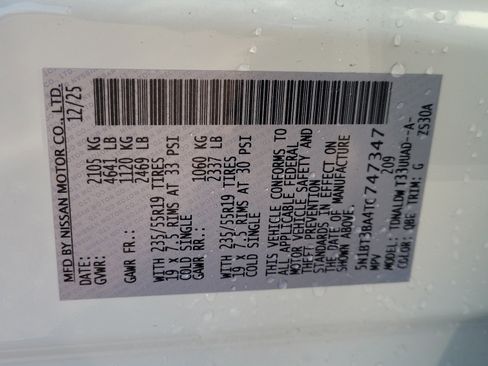 MFD BY NISSAN MOTOR CO., LTD.
DATE: 12/25
GVWR: 2105 KG
4641 LB
GAWR FR.: 1120 KG
2469 LB
WITH 235/55R19 TIRES
19 X 7.5 RIMS AT 33 PSI
COLD SINGLE
GAWR RR.: 1060 KG
2337 LB
WITH 235/55R19 TIRES
19 X 7.5 RIMS AT 33 PSI
COLD SINGLE
THIS VEHICLE CONFORMS TO
ALL APPLICABLE FEDERAL
MOTOR VEHICLE SAFETY AND
THEFT PREVENTION
STANDARDS IN EFFECT ON
THE DATE OF MANUFACTURE
SHOWN ABOVE.
5N1BT3BA4TC747347
MPV 209
MODEL: TDNALDW T33UUAD--A-
COLOR: QBE TRIM: G ZS30A